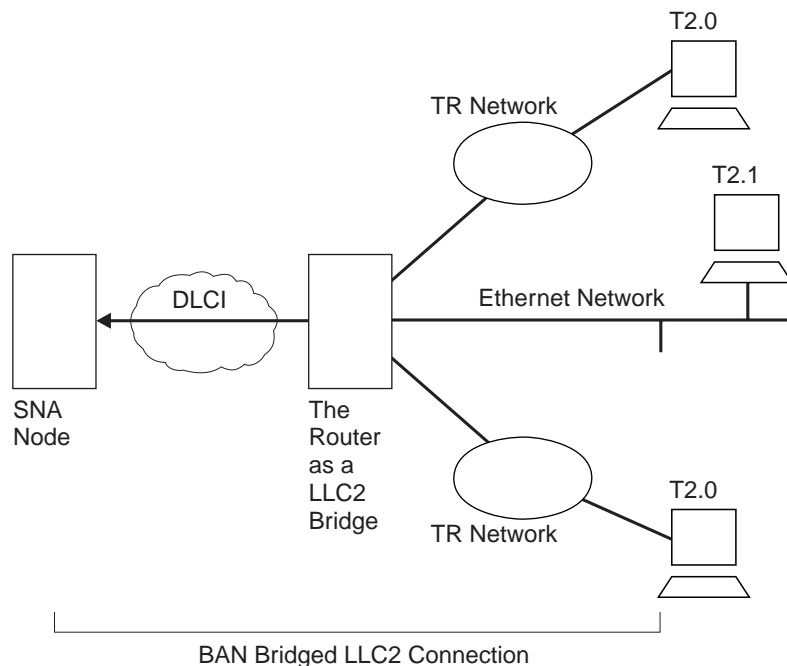 T2.0
TR Network
T2.1
DLCI
Ethernet Network
SNA
Node
The
Router
as a
LLC2
Bridge
T2.0
TR Network
BAN Bridged LLC2 Connection